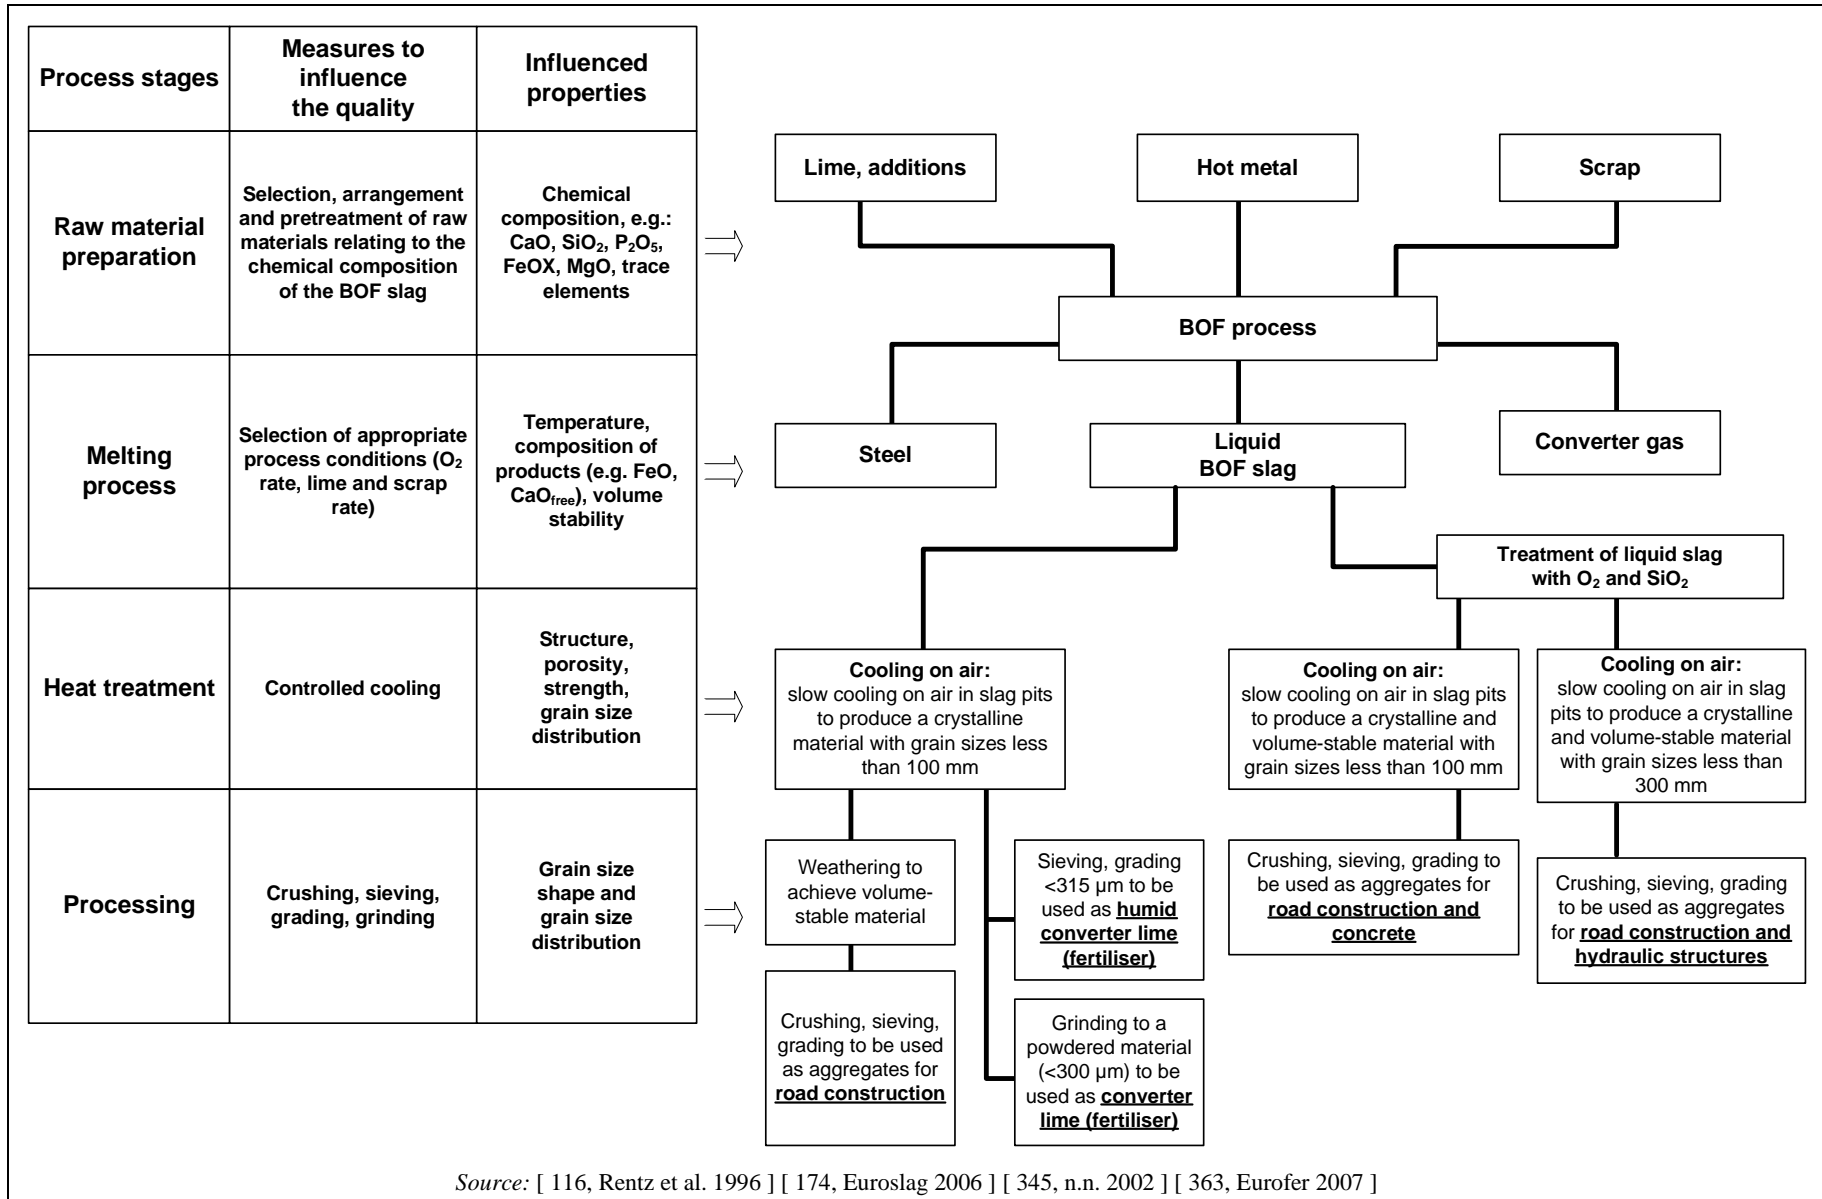 Process stages
Measures to
influence
the quality
Influenced
properties
Raw material
preparation
Selection, arrangement
and pretreatment of raw
materials relating to the
chemical composition
of the BOF slag
Chemical
composition, e.g.:
CaO, SiO₂, P₂O₅,
FeOX, MgO, trace
elements
Melting
process
Selection of appropriate
process conditions (O₂
rate, lime and scrap
rate)
Temperature,
composition of
products (e.g. FeO,
CaOfree), volume
stability
Heat treatment
Controlled cooling
Structure,
porosity,
strength,
grain size
distribution
Processing
Crushing, sieving,
grading, grinding
Grain size
shape and
grain size
distribution
Lime, additions
Hot metal
Scrap
BOF process
Steel
Liquid
BOF slag
Converter gas
Treatment of liquid slag
with O₂ and SiO₂
Cooling on air:
slow cooling on air in slag pits
to produce a crystalline
material with grain sizes less
than 100 mm
Cooling on air:
slow cooling on air in slag pits
to produce a crystalline and
volume-stable material with
grain sizes less than 100 mm
Cooling on air:
slow cooling on air in slag
pits to produce a crystalline
and volume-stable material
with grain sizes less than
300 mm
Weathering to
achieve volume-
stable material
Sieving, grading
<315 µm to be
used as humid
converter lime
(fertiliser)
Crushing, sieving, grading to
be used as aggregates for
road construction and
concrete
Crushing, sieving, grading
to be used as aggregates
for road construction and
hydraulic structures
Crushing, sieving,
grading to be used
as aggregates for
road construction
Grinding to a
powdered material
(<300 µm) to be
used as converter
lime (fertiliser)
Source: [ 116, Rentz et al. 1996 ] [ 174, Euroslag 2006 ] [ 345, n.n. 2002 ] [ 363, Eurofer 2007 ]